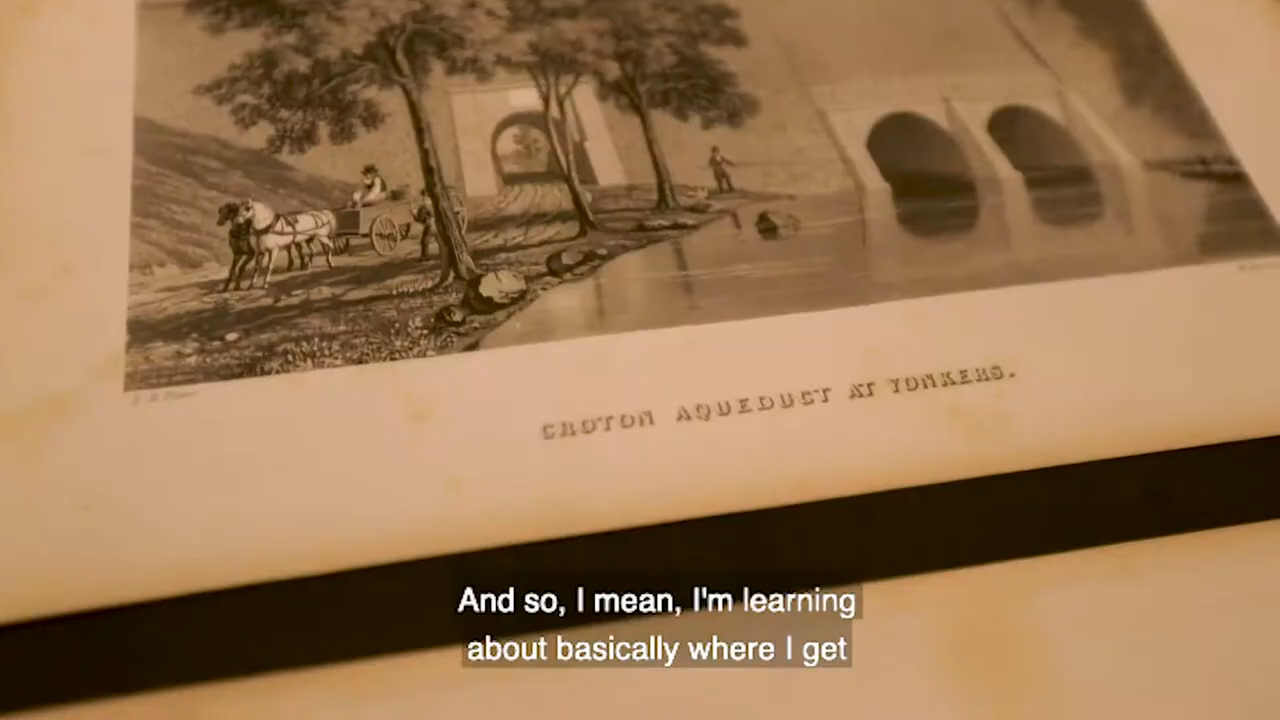 CROTON AQUEDUCT AT YONKERS.
And so, I mean, I'm learning
about basically where I get